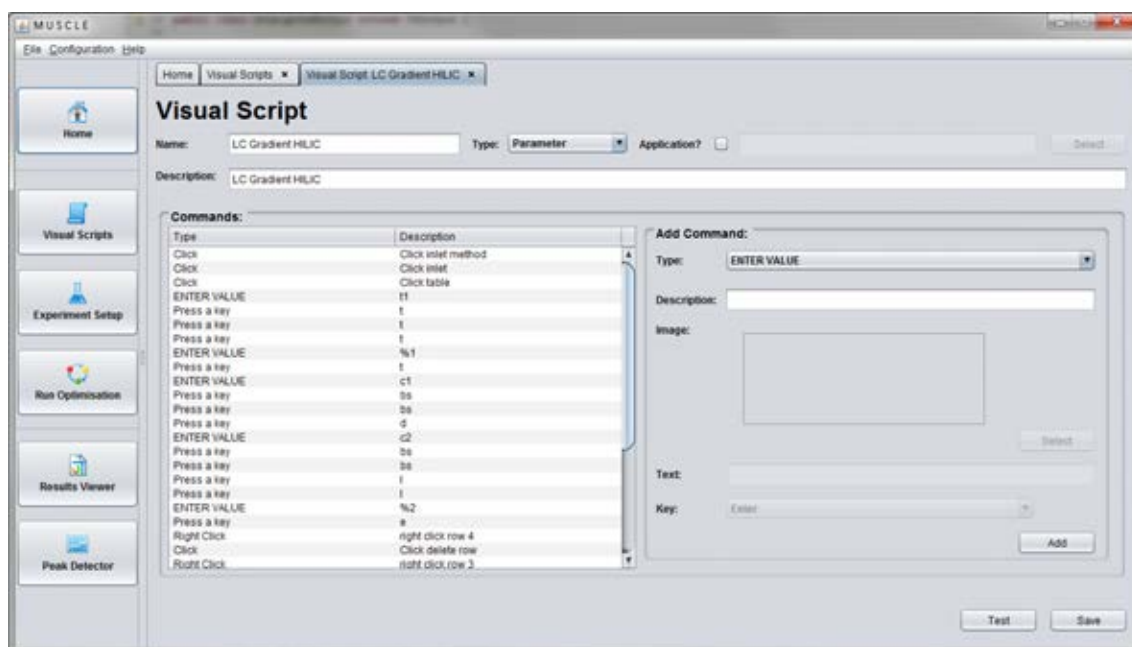 MUSCLE
File Configuration Help
Home Visual Scripts × Visual Script: LC Gradient HILIC ×
Home
Visual Script
Name: LC Gradient HILIC Type: Parameter Application? Select
Description: LC Gradient HILIC
Visual Scripts
Experiment Setup
Run Optimisation
Results Viewer
Peak Detector
Commands:
Type Description
Click Click inlet method
Click Click inlet
Click Click table
ENTER VALUE t1
Press a key t
Press a key t
Press a key t
ENTER VALUE %1
Press a key t
ENTER VALUE c1
Press a key bs
Press a key bs
Press a key d
ENTER VALUE c2
Press a key bs
Press a key bs
Press a key l
Press a key l
ENTER VALUE %2
Press a key e
Right Click right click row 4
Click Click delete row
Right Click right click row 3
Add Command:
Type: ENTER VALUE
Description:
Image:
Select
Text:
Key: Enter
Add
Test Save